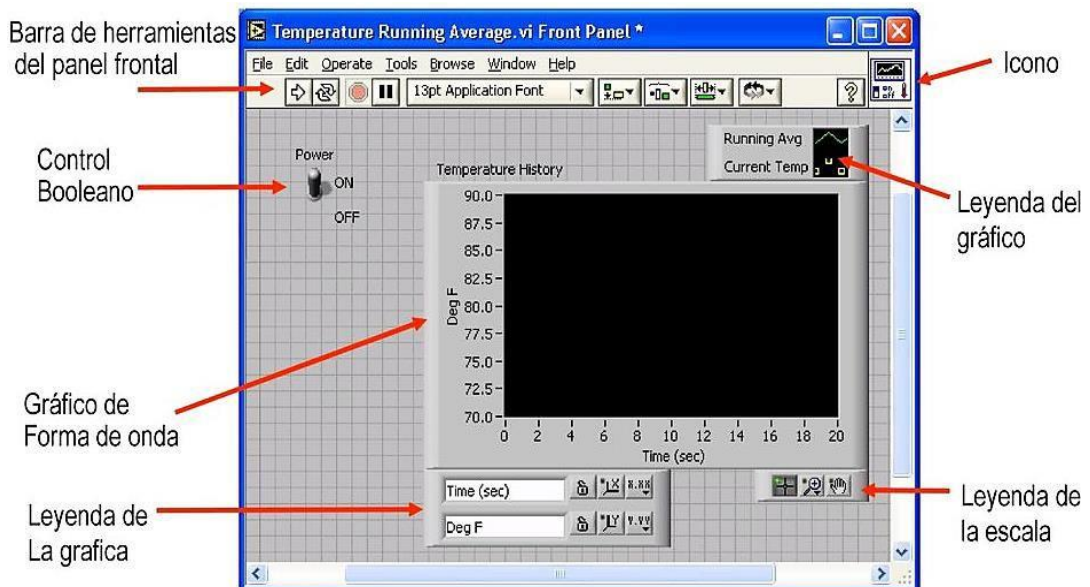 Barra de herramientas
del panel frontal
Temperature Running Average.vi Front Panel *
File Edit Operate Tools Browse Window Help
13pt Application Font
?
on
off
Icono
Control
Booleano
Power
ON
OFF
Temperature History
Running Avg
Current Temp
Leyenda del
gráfico
90.0
87.5
85.0
82.5
80.0
77.5
75.0
72.5
70.0
Deg F
0 2 4 6 8 10 12 14 16 18 20
Time (sec)
Gráfico de
Forma de onda
Time (sec)
X X.XX
Deg F
Y Y.YY
Leyenda de
La grafica
Leyenda de
la escala